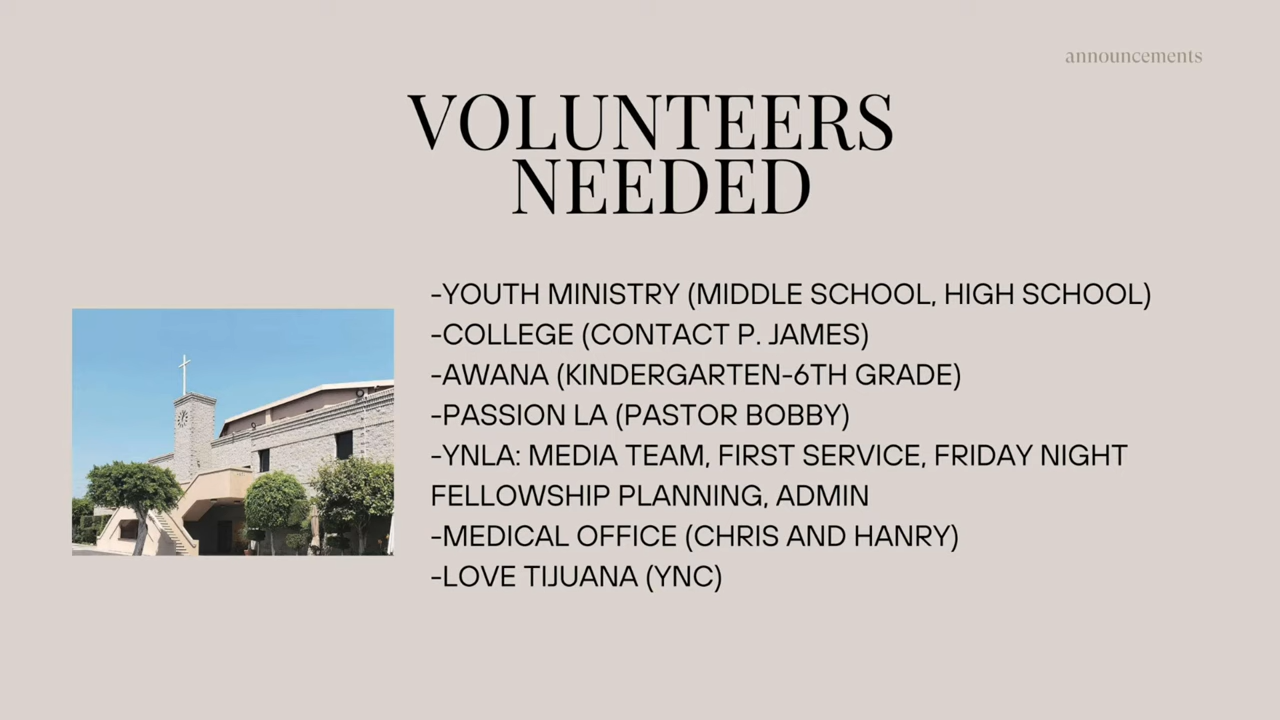 announcements
VOLUNTEERS
NEEDED
-YOUTH MINISTRY (MIDDLE SCHOOL, HIGH SCHOOL)
-COLLEGE (CONTACT P. JAMES)
-AWANA (KINDERGARTEN-6TH GRADE)
-PASSION LA (PASTOR BOBBY)
-YNLA: MEDIA TEAM, FIRST SERVICE, FRIDAY NIGHT
FELLOWSHIP PLANNING, ADMIN
-MEDICAL OFFICE (CHRIS AND HANRY)
-LOVE TIJUANA (YNC)